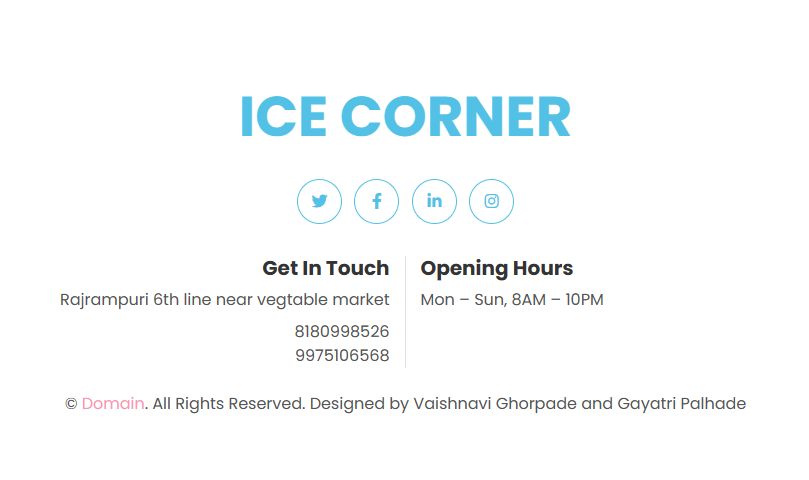 ICE CORNER
Get In Touch
Rajrampuri 6th line near vegtable market
8180998526
9975106568
Opening Hours
Mon – Sun, 8AM – 10PM
© Domain. All Rights Reserved. Designed by Vaishnavi Ghorpade and Gayatri Palhade